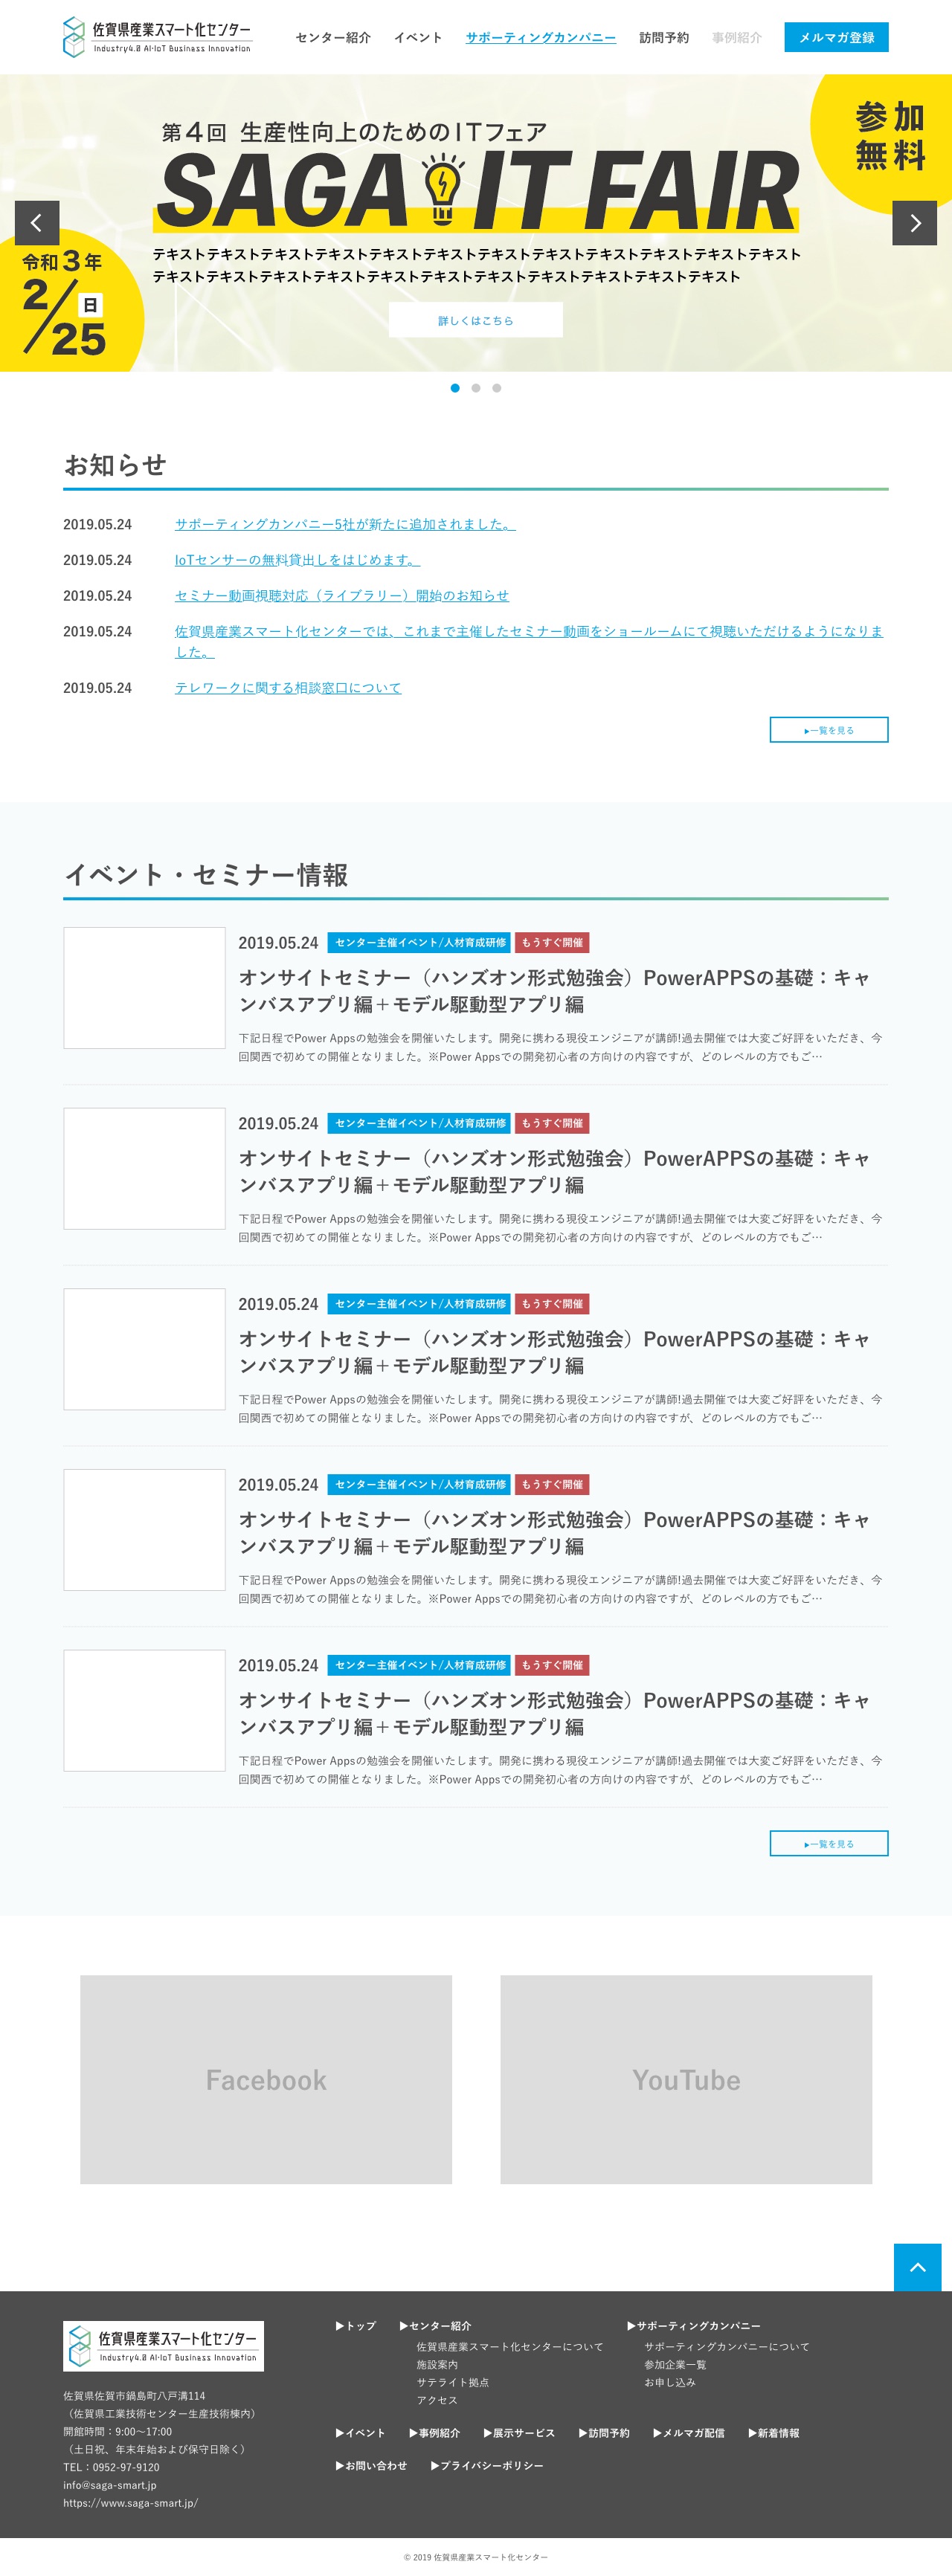 佐賀県産業スマート化センター
Industry4.0 AI・IoT Business Innovation
センター紹介 イベント サポーティングカンパニー 訪問予約 事例紹介 メルマガ登録
参加
無料
第4回 生産性向上のためのITフェア
SAGA IT FAIR
テキストテキストテキストテキストテキストテキストテキストテキストテキストテキストテキストテキスト
テキストテキストテキストテキストテキストテキストテキストテキストテキストテキストテキスト
令和3年
2/25
日
詳しくはこちら
お知らせ
2019.05.24 サポーティングカンパニー5社が新たに追加されました。
2019.05.24 IoTセンサーの無料貸出しをはじめます。
2019.05.24 セミナー動画視聴対応（ライブラリー）開始のお知らせ
2019.05.24 佐賀県産業スマート化センターでは、これまで主催したセミナー動画をショールームにて視聴いただけるようになりま
した。
2019.05.24 テレワークに関する相談窓口について
▶一覧を見る
イベント・セミナー情報
2019.05.24 センター主催イベント/人材育成研修 もうすぐ開催
オンサイトセミナー（ハンズオン形式勉強会）PowerAPPSの基礎：キャ
ンバスアプリ編＋モデル駆動型アプリ編
下記日程でPower Appsの勉強会を開催いたします。開発に携わる現役エンジニアが講師!過去開催では大変ご好評をいただき、今
回関西で初めての開催となりました。※Power Appsでの開発初心者の方向けの内容ですが、どのレベルの方でもご…
2019.05.24 センター主催イベント/人材育成研修 もうすぐ開催
オンサイトセミナー（ハンズオン形式勉強会）PowerAPPSの基礎：キャ
ンバスアプリ編＋モデル駆動型アプリ編
下記日程でPower Appsの勉強会を開催いたします。開発に携わる現役エンジニアが講師!過去開催では大変ご好評をいただき、今
回関西で初めての開催となりました。※Power Appsでの開発初心者の方向けの内容ですが、どのレベルの方でもご…
2019.05.24 センター主催イベント/人材育成研修 もうすぐ開催
オンサイトセミナー（ハンズオン形式勉強会）PowerAPPSの基礎：キャ
ンバスアプリ編＋モデル駆動型アプリ編
下記日程でPower Appsの勉強会を開催いたします。開発に携わる現役エンジニアが講師!過去開催では大変ご好評をいただき、今
回関西で初めての開催となりました。※Power Appsでの開発初心者の方向けの内容ですが、どのレベルの方でもご…
2019.05.24 センター主催イベント/人材育成研修 もうすぐ開催
オンサイトセミナー（ハンズオン形式勉強会）PowerAPPSの基礎：キャ
ンバスアプリ編＋モデル駆動型アプリ編
下記日程でPower Appsの勉強会を開催いたします。開発に携わる現役エンジニアが講師!過去開催では大変ご好評をいただき、今
回関西で初めての開催となりました。※Power Appsでの開発初心者の方向けの内容ですが、どのレベルの方でもご…
2019.05.24 センター主催イベント/人材育成研修 もうすぐ開催
オンサイトセミナー（ハンズオン形式勉強会）PowerAPPSの基礎：キャ
ンバスアプリ編＋モデル駆動型アプリ編
下記日程でPower Appsの勉強会を開催いたします。開発に携わる現役エンジニアが講師!過去開催では大変ご好評をいただき、今
回関西で初めての開催となりました。※Power Appsでの開発初心者の方向けの内容ですが、どのレベルの方でもご…
▶一覧を見る
Facebook
YouTube
佐賀県産業スマート化センター
Industry4.0 AI・IoT Business Innovation
佐賀県佐賀市鍋島町八戸溝114
（佐賀県工業技術センター生産技術棟内）
開館時間：9:00〜17:00
（土日祝、年末年始および保守日除く）
TEL：0952-97-9120
info@saga-smart.jp
https://www.saga-smart.jp/
▶トップ
▶センター紹介
佐賀県産業スマート化センターについて
施設案内
サテライト拠点
アクセス
▶サポーティングカンパニー
サポーティングカンパニーについて
参加企業一覧
お申し込み
▶イベント ▶事例紹介 ▶展示サービス ▶訪問予約 ▶メルマガ配信 ▶新着情報
▶お問い合わせ ▶プライバシーポリシー
© 2019 佐賀県産業スマート化センター